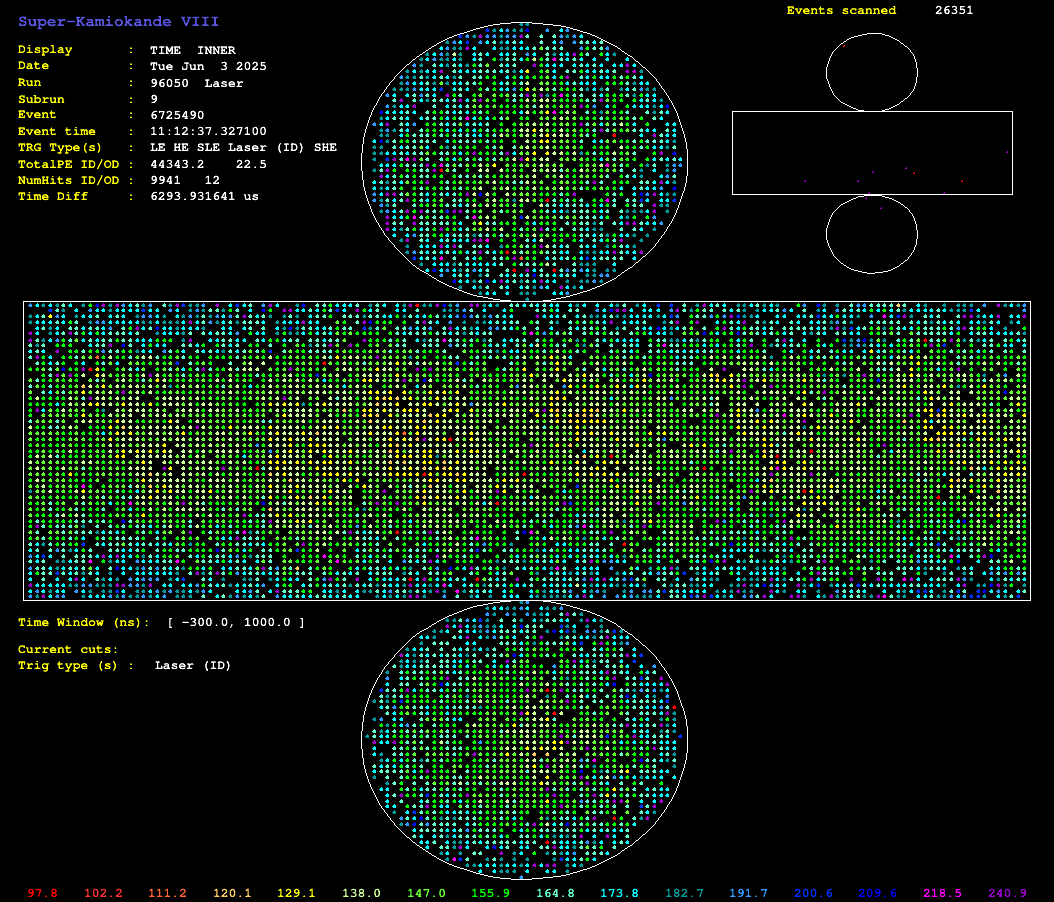 Super-Kamiokande VIII
Display : TIME INNER
Date : Tue Jun 3 2025
Run : 96050 Laser
Subrun : 9
Event : 6725490
Event time : 11:12:37.327100
TRG Type(s) : LE HE SLE Laser (ID) SHE
TotalPE ID/OD : 44343.2 22.5
NumHits ID/OD : 9941 12
Time Diff : 6293.931641 us
Events scanned 26351
Time Window (ns): [ -300.0, 1000.0 ]
Current cuts:
Trig type (s) : Laser (ID)
97.8 102.2 111.2 120.1 129.1 138.0 147.0 155.9 164.8 173.8 182.7 191.7 200.6 209.6 218.5 240.9